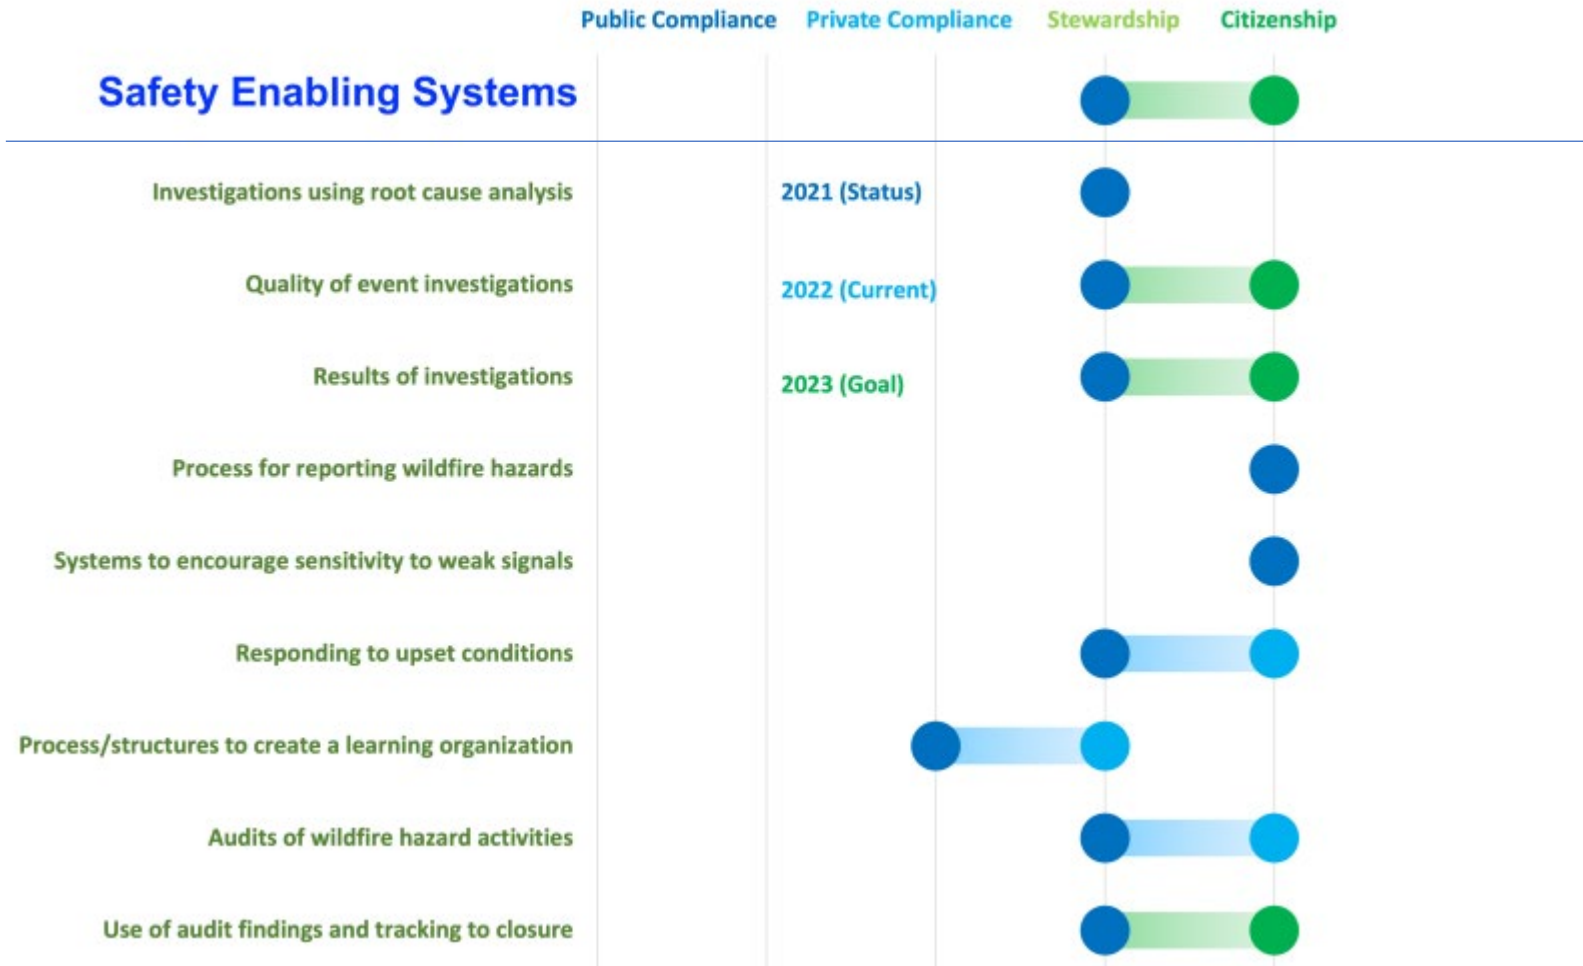 Public Compliance Private Compliance Stewardship Citizenship
Safety Enabling Systems
Investigations using root cause analysis 2021 (Status)
Quality of event investigations 2022 (Current)
Results of investigations 2023 (Goal)
Process for reporting wildfire hazards
Systems to encourage sensitivity to weak signals
Responding to upset conditions
Process/structures to create a learning organization
Audits of wildfire hazard activities
Use of audit findings and tracking to closure